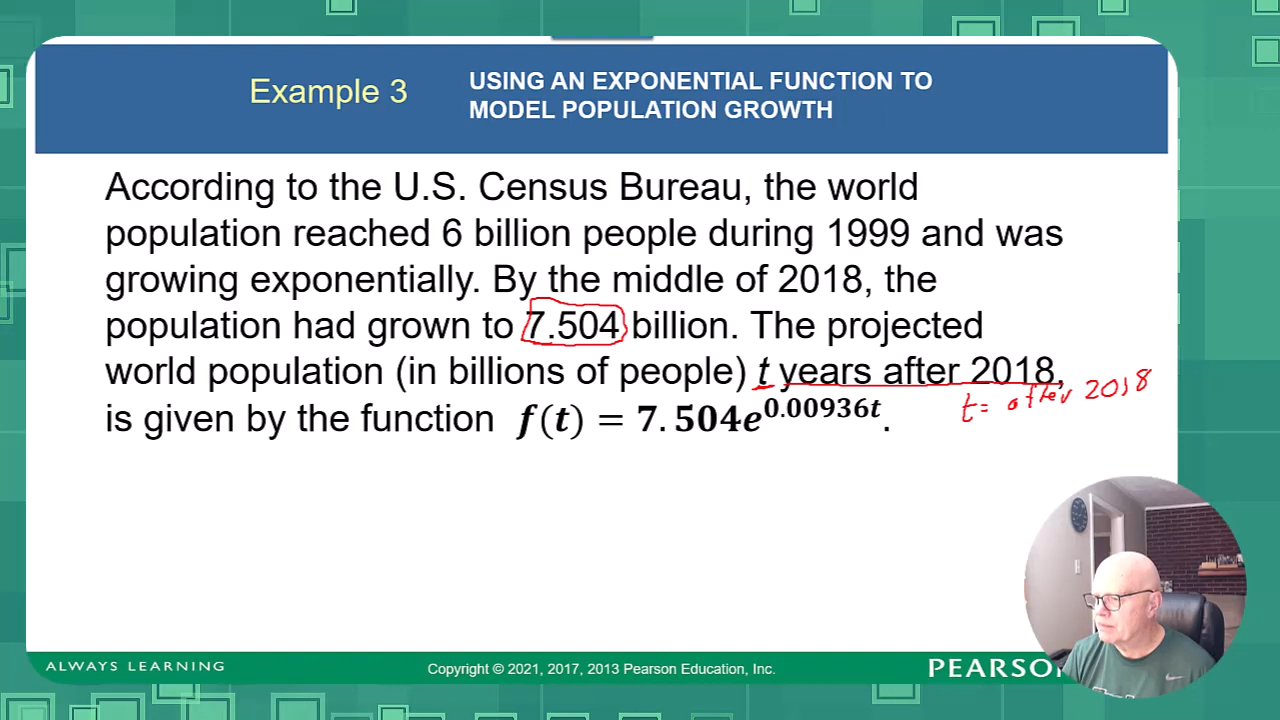 Example 3
USING AN EXPONENTIAL FUNCTION TO
MODEL POPULATION GROWTH
According to the U.S. Census Bureau, the world
population reached 6 billion people during 1999 and was
growing exponentially. By the middle of 2018, the
population had grown to 7.504 billion. The projected
world population (in billions of people) t years after 2018,
is given by the function f(t) = 7.504e^0.00936t.
t= after 2018
ALWAYS LEARNING
Copyright © 2021, 2017, 2013 Pearson Education, Inc.
PEARSO